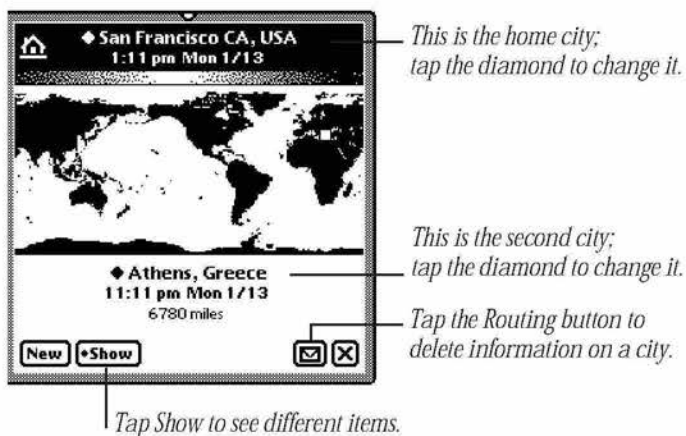 ◆ San Francisco CA, USA
1:11 pm Mon 1/13
This is the home city;
tap the diamond to change it.
◆ Athens, Greece
11:11 pm Mon 1/13
6780 miles
This is the second city;
tap the diamond to change it.
Tap the Routing button to
delete information on a city.
New ◆Show
Tap Show to see different items.